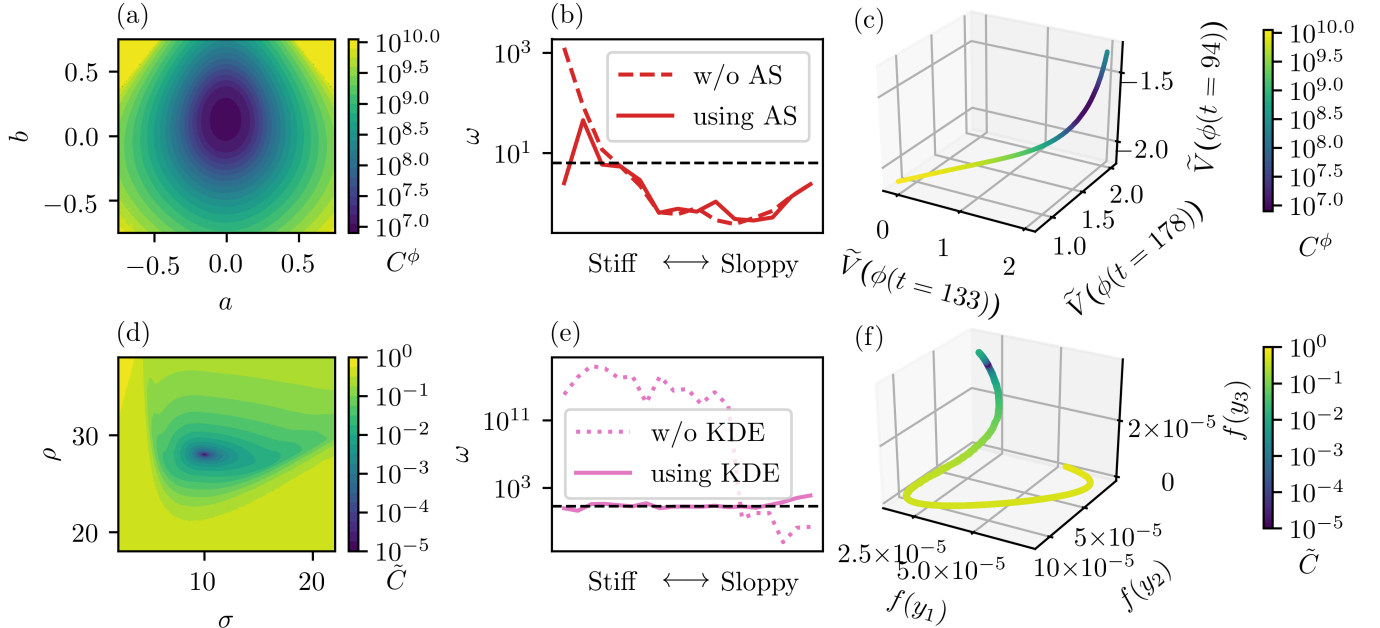 (a)
b
0.5
0.0
−0.5
−0.5
0.0
0.5
a
10^{10.0}
10^{9.5}
10^{9.0}
10^{8.5}
10^{8.0}
10^{7.5}
10^{7.0}
C^ϕ
(b)
ω
10^3
10^1
w/o AS
using AS
Stiff ⟷ Sloppy
(c)
−1.5
−2.0
Ṽ(ϕ(t = 94))
2.0
1.5
1.0
Ṽ(ϕ(t = 178))
0
1
2
Ṽ(ϕ(t = 133))
10^{10.0}
10^{9.5}
10^{9.0}
10^{8.5}
10^{8.0}
10^{7.5}
10^{7.0}
C^ϕ
(d)
ρ
30
20
10
20
σ
10^0
10^{-1}
10^{-2}
10^{-3}
10^{-4}
10^{-5}
C̃
(e)
ω
10^{11}
10^3
w/o KDE
using KDE
Stiff ⟷ Sloppy
(f)
2×10^{-5}
0
f(y_3)
5×10^{-5}
10×10^{-5}
f(y_2)
2.5×10^{-5}
5.0×10^{-5}
f(y_1)
10^0
10^{-1}
10^{-2}
10^{-3}
10^{-4}
10^{-5}
C̃